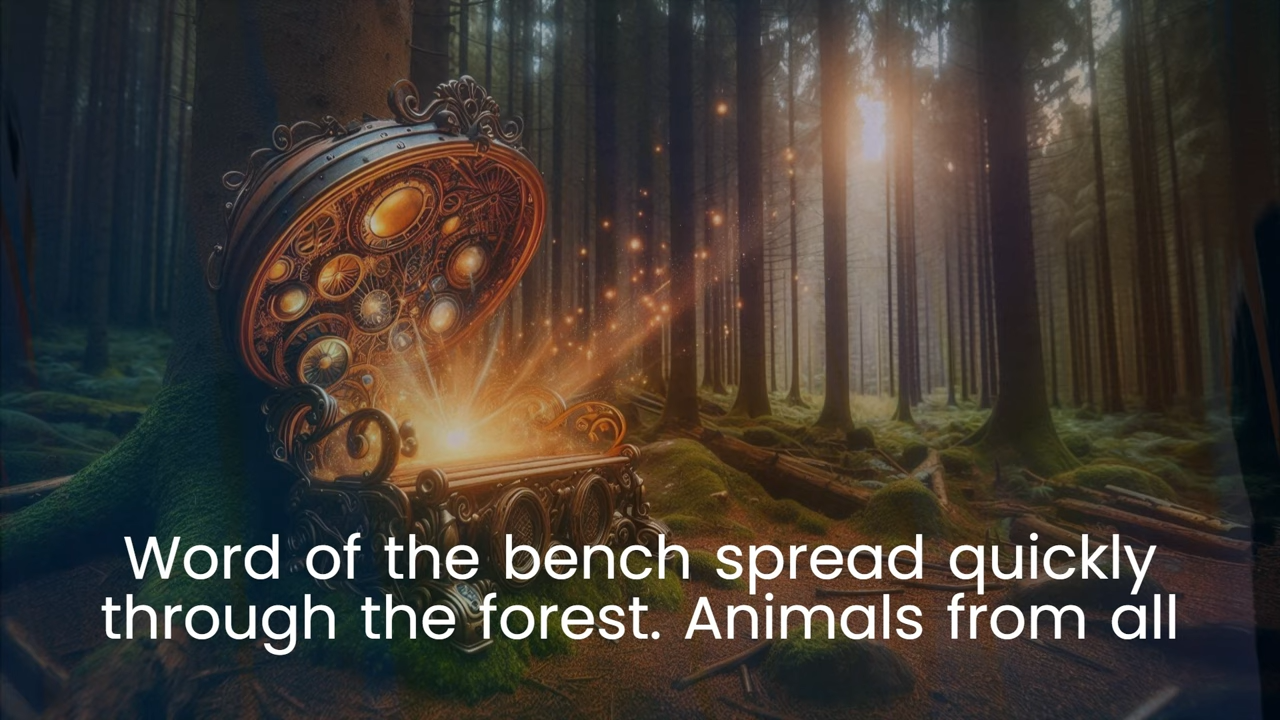 Word of the bench spread quickly
through the forest. Animals from all